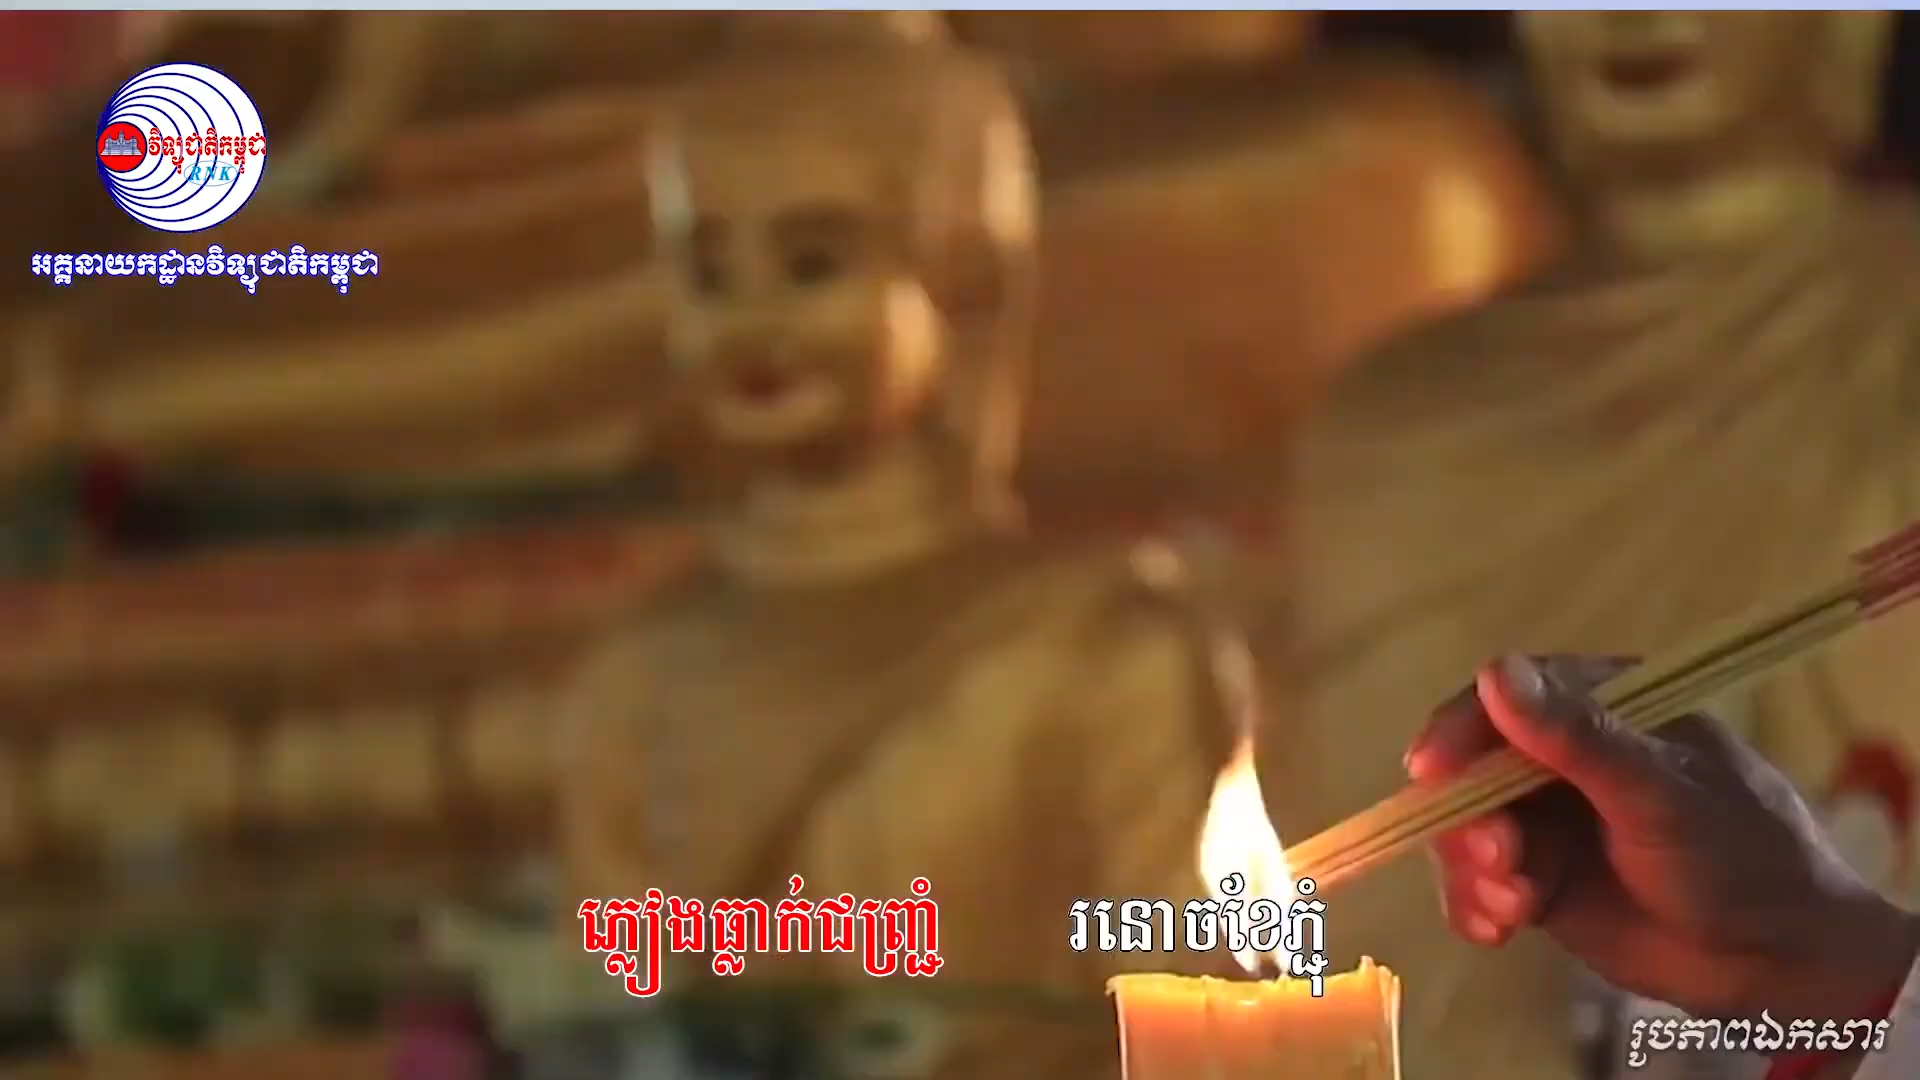 វិទ្យុជាតិកម្ពុជា
RNK
អគ្គនាយកដ្ឋានវិទ្យុជាតិកម្ពុជា
ភ្លៀងធ្លាក់ជព្រជាំ រនោចខែភ្ជុំ
រូបភាពឯកសារ